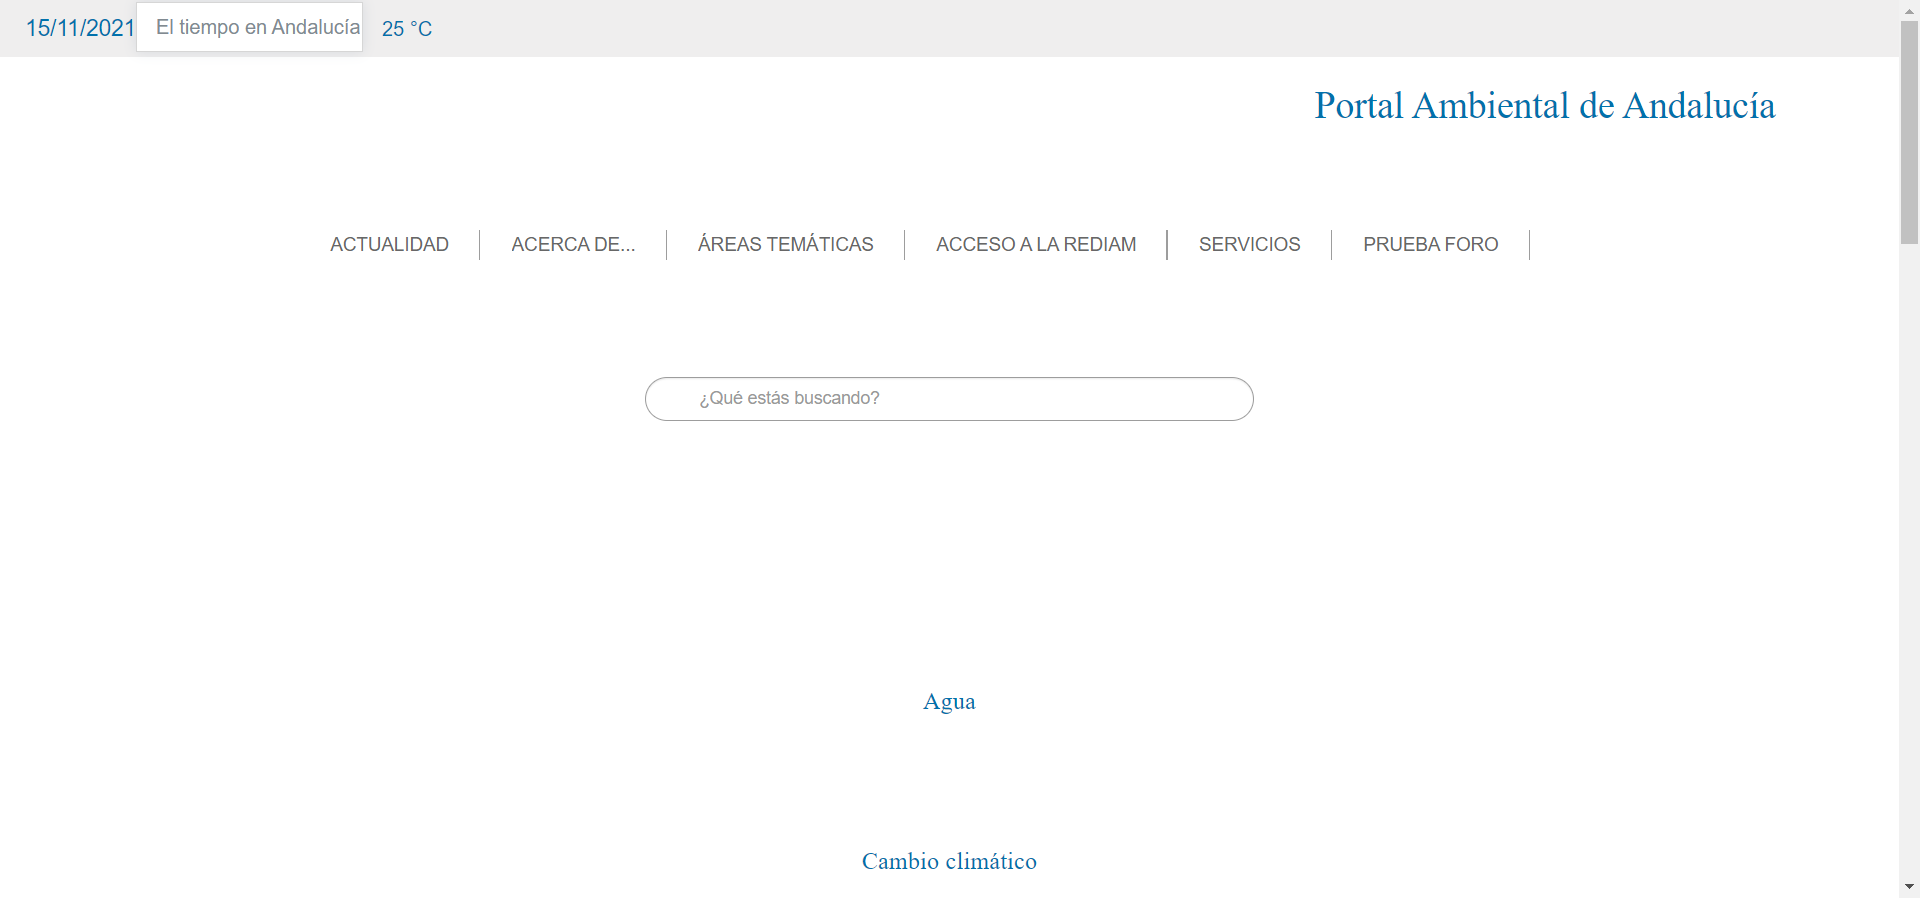 15/11/2021 El tiempo en Andalucía 25 °C
Portal Ambiental de Andalucía
ACTUALIDAD ACERCA DE... ÁREAS TEMÁTICAS ACCESO A LA REDIAM SERVICIOS PRUEBA FORO
¿Qué estás buscando?
Agua
Cambio climático